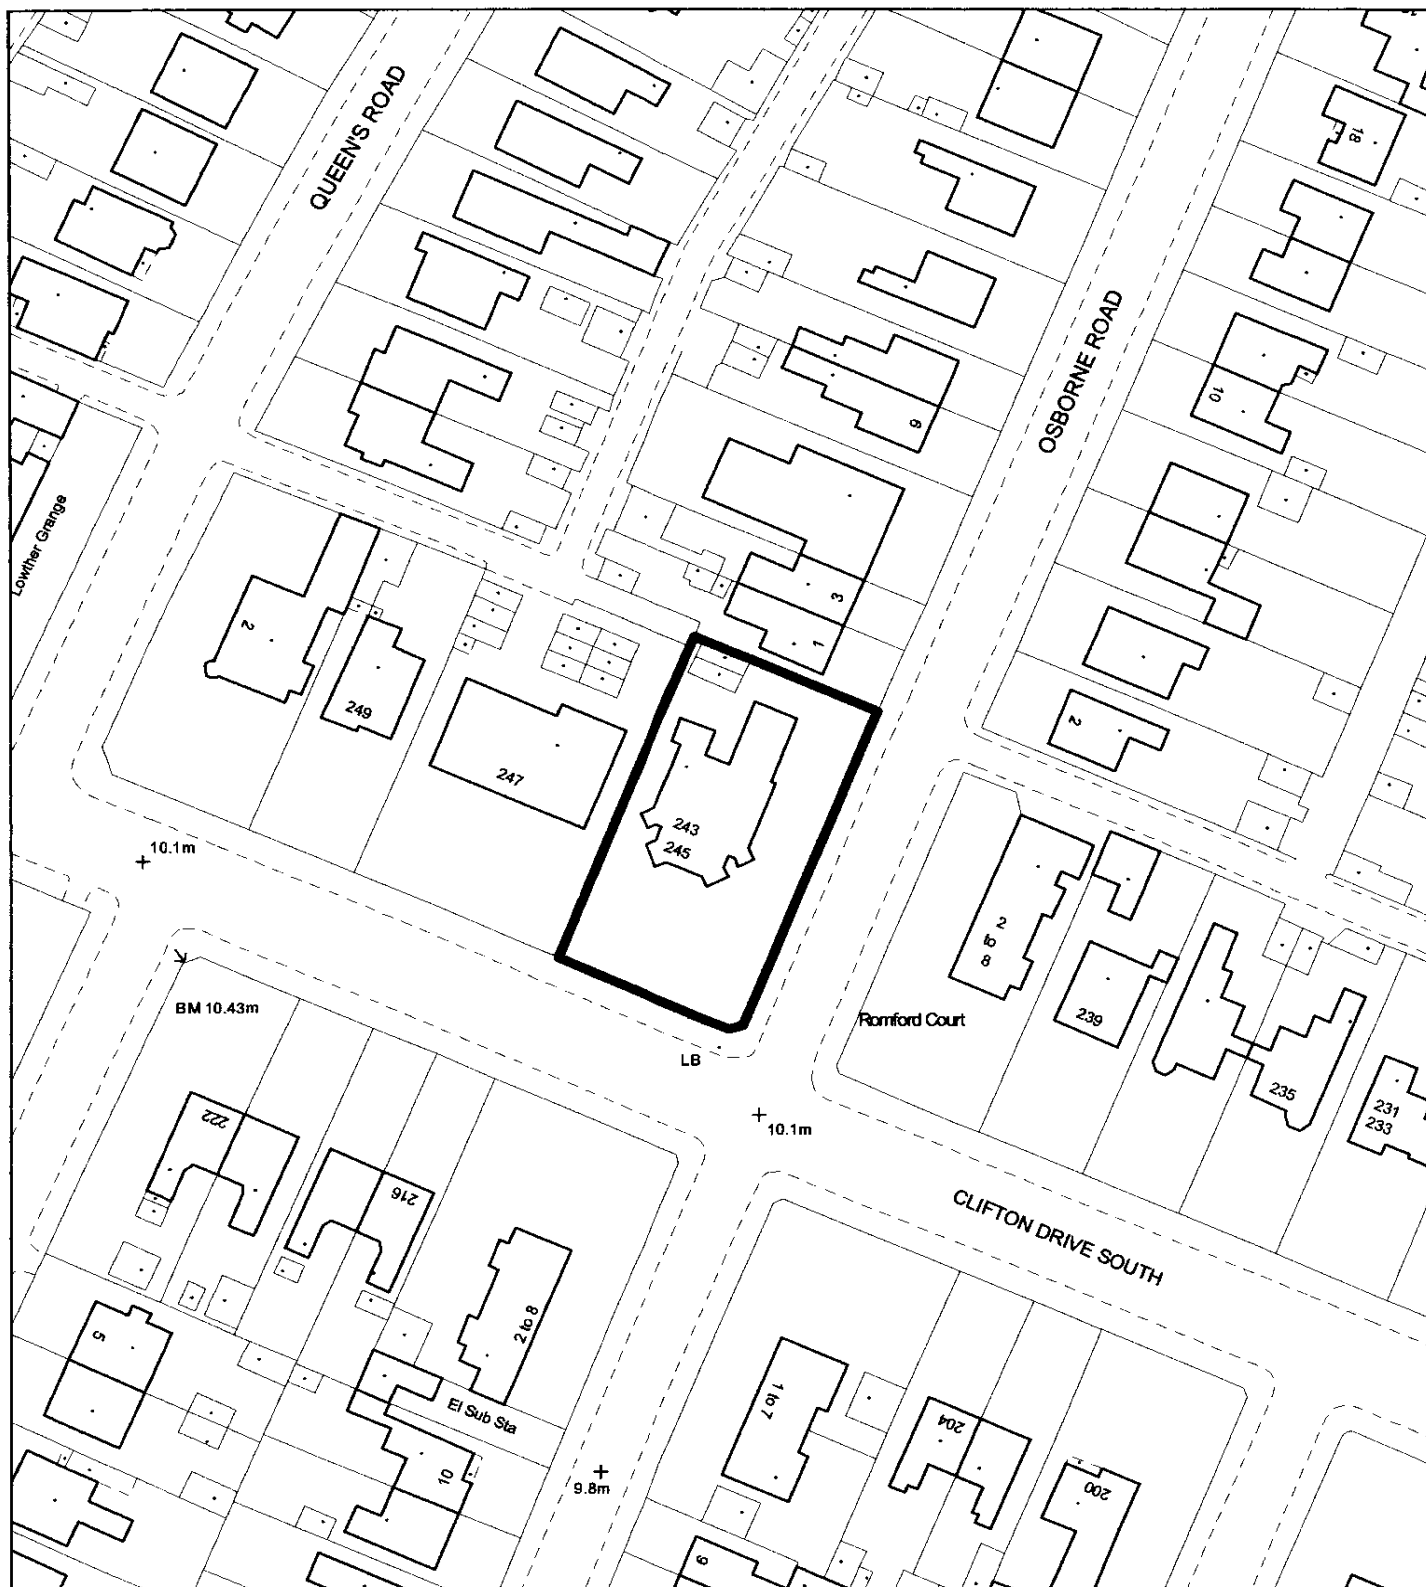 QUEEN'S ROAD
18
OSBORNE ROAD
10
6
Lowther Grange
3
1
2
249
247
2
243
245
10.1m
2
to
8
BM 10.43m
239
Romford Court
LB
235
231
233
10.1m
222
216
CLIFTON DRIVE SOUTH
2 to 8
5
1 to 7
El Sub Sta
204
10
9.8m
200
9